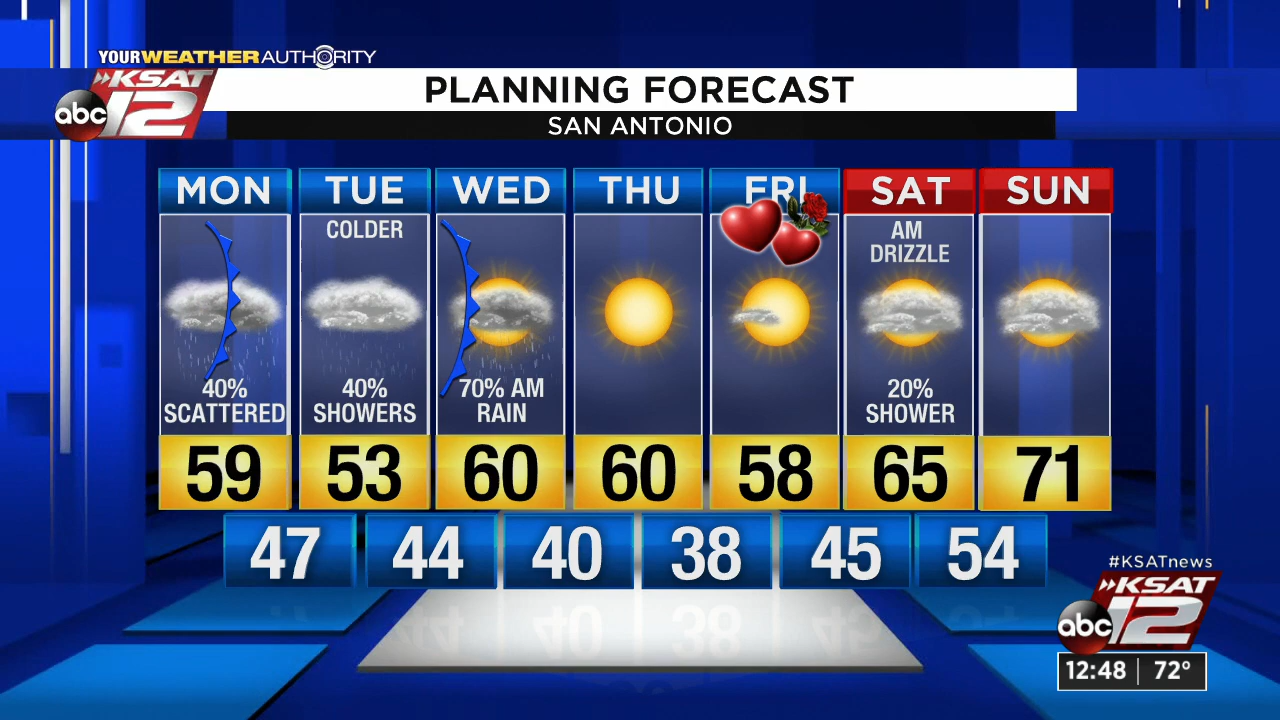 YOURWEATHERAUTHORITY
»KSAT
abc 12
PLANNING FORECAST
SAN ANTONIO
MON TUE WED THU FRI SAT SUN
COLDER
AM
DRIZZLE
40%
SCATTERED
40%
SHOWERS
70% AM
RAIN
20%
SHOWER
59 53 60 60 58 65 71
47 44 40 38 45 54
40 38
#KSATnews
»KSAT
abc 12
12:48 | 72°